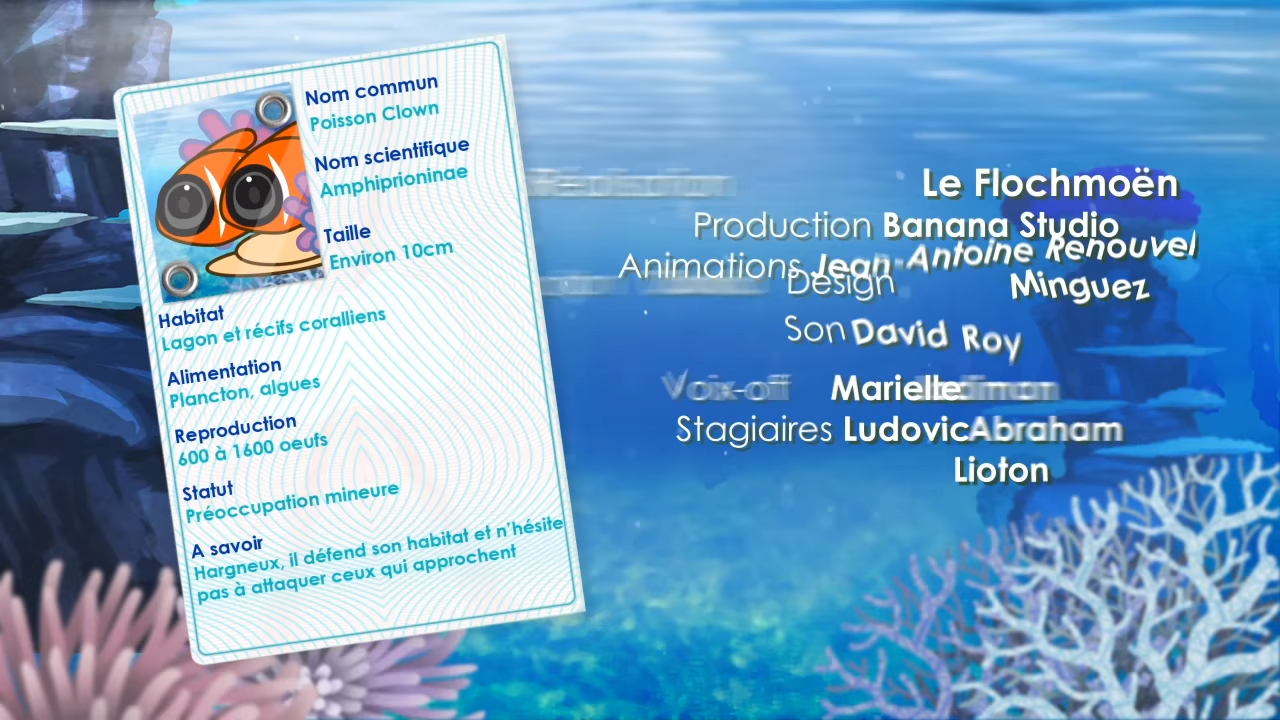 Nom commun
Poisson Clown
Nom scientifique
Amphiprioninae
Taille
Environ 10cm
Habitat
Lagon et récifs coralliens
Alimentation
Plancton, algues
Reproduction
600 à 1600 oeufs
Statut
Préoccupation mineure
A savoir
Hargneux, il défend son habitat et n'hésite
pas à attaquer ceux qui approchent
Le Flochmoën
Production Banana Studio
Animations Jean-Antoine Renouvel
Design Minguez
Son David Roy
Voix-off Marielle
Stagiaires Ludovic Abraham
Lioton